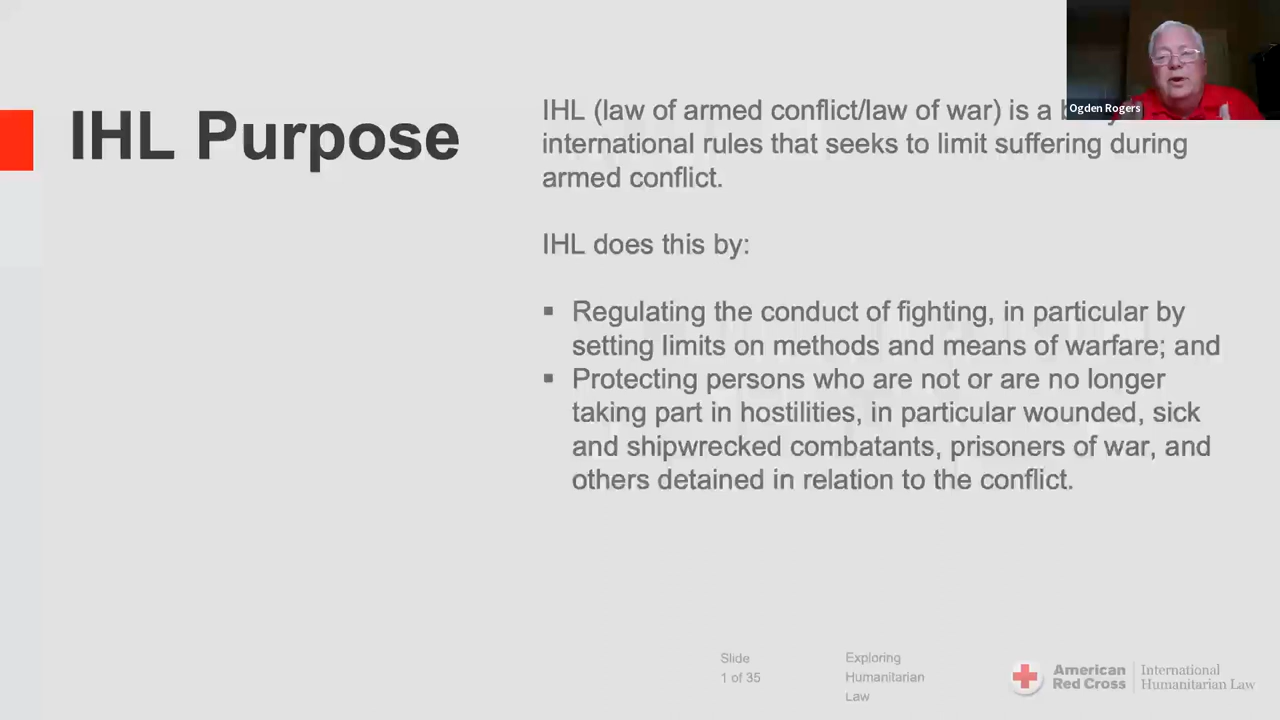 IHL Purpose
IHL (law of armed conflict/law of war) is a
international rules that seeks to limit suffering during
armed conflict.
IHL does this by:
▪ Regulating the conduct of fighting, in particular by
setting limits on methods and means of warfare; and
▪ Protecting persons who are not or are no longer
taking part in hostilities, in particular wounded, sick
and shipwrecked combatants, prisoners of war, and
others detained in relation to the conflict.
Ogden Rogers
Slide
1 of 35
Exploring
Humanitarian
Law
American
Red Cross
International
Humanitarian Law